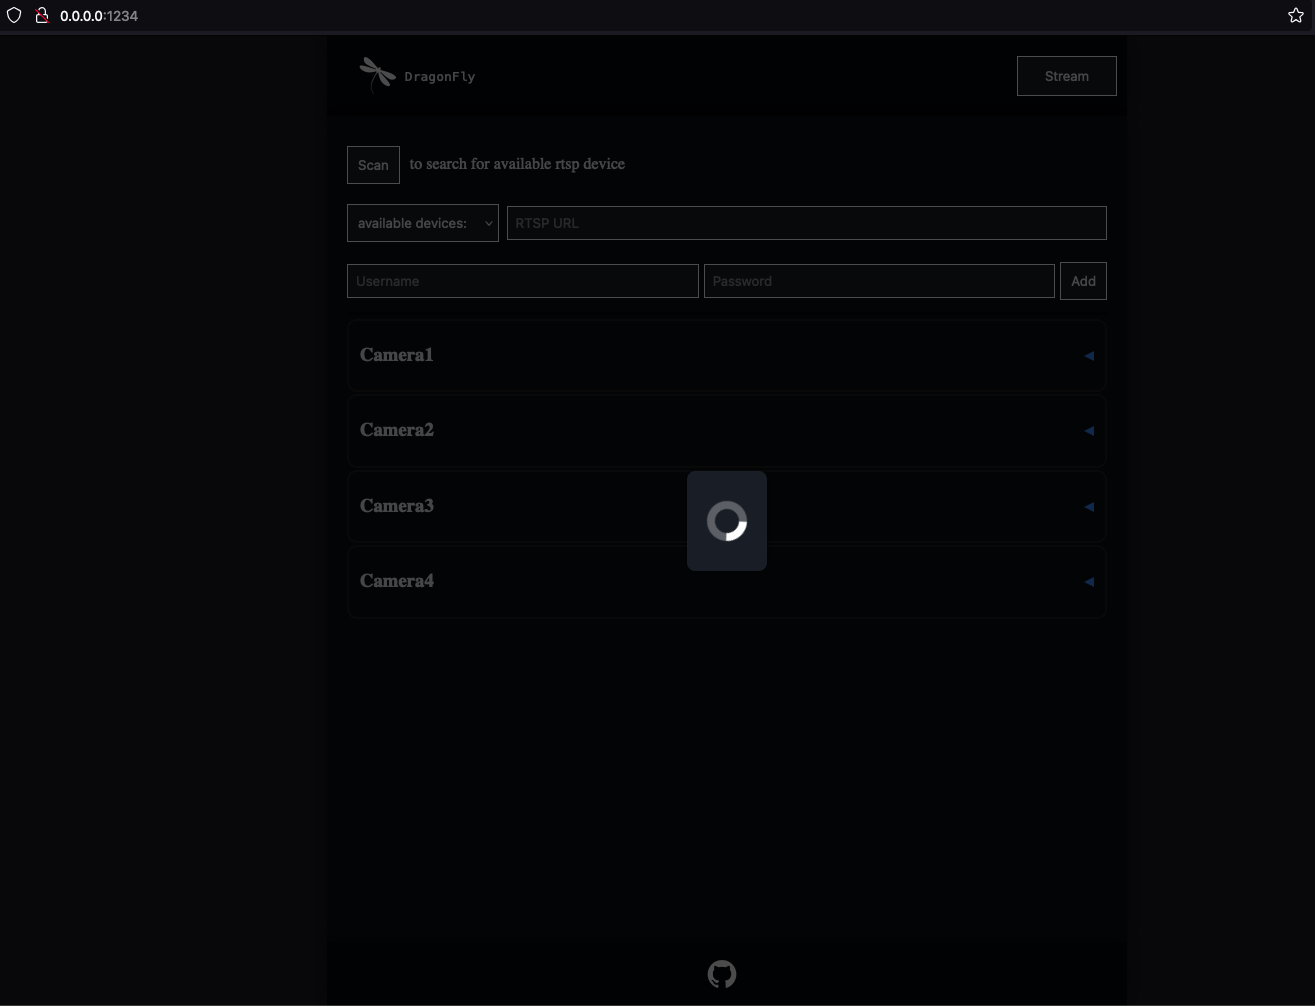 0.0.0.0:1234
DragonFly
Stream
Scan to search for available rtsp device
available devices: RTSP URL
Username Password Add
Camera1
Camera2
Camera3
Camera4